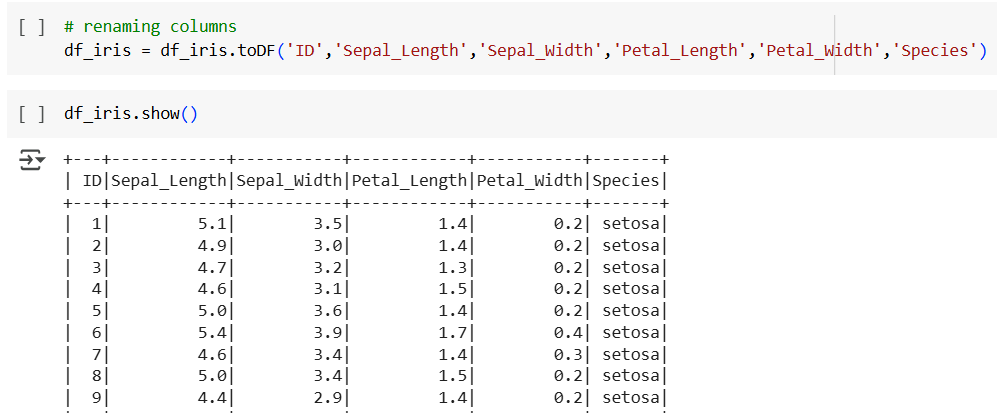 [ ] # renaming columns
df_iris = df_iris.toDF('ID','Sepal_Length','Sepal_Width','Petal_Length','Petal_Width','Species')
[ ] df_iris.show()
+---+------------+-----------+------------+-----------+-------+
| ID|Sepal_Length|Sepal_Width|Petal_Length|Petal_Width|Species|
+---+------------+-----------+------------+-----------+-------+
|  1|         5.1|        3.5|         1.4|        0.2| setosa|
|  2|         4.9|        3.0|         1.4|        0.2| setosa|
|  3|         4.7|        3.2|         1.3|        0.2| setosa|
|  4|         4.6|        3.1|         1.5|        0.2| setosa|
|  5|         5.0|        3.6|         1.4|        0.2| setosa|
|  6|         5.4|        3.9|         1.7|        0.4| setosa|
|  7|         4.6|        3.4|         1.4|        0.3| setosa|
|  8|         5.0|        3.4|         1.5|        0.2| setosa|
|  9|         4.4|        2.9|         1.4|        0.2| setosa|